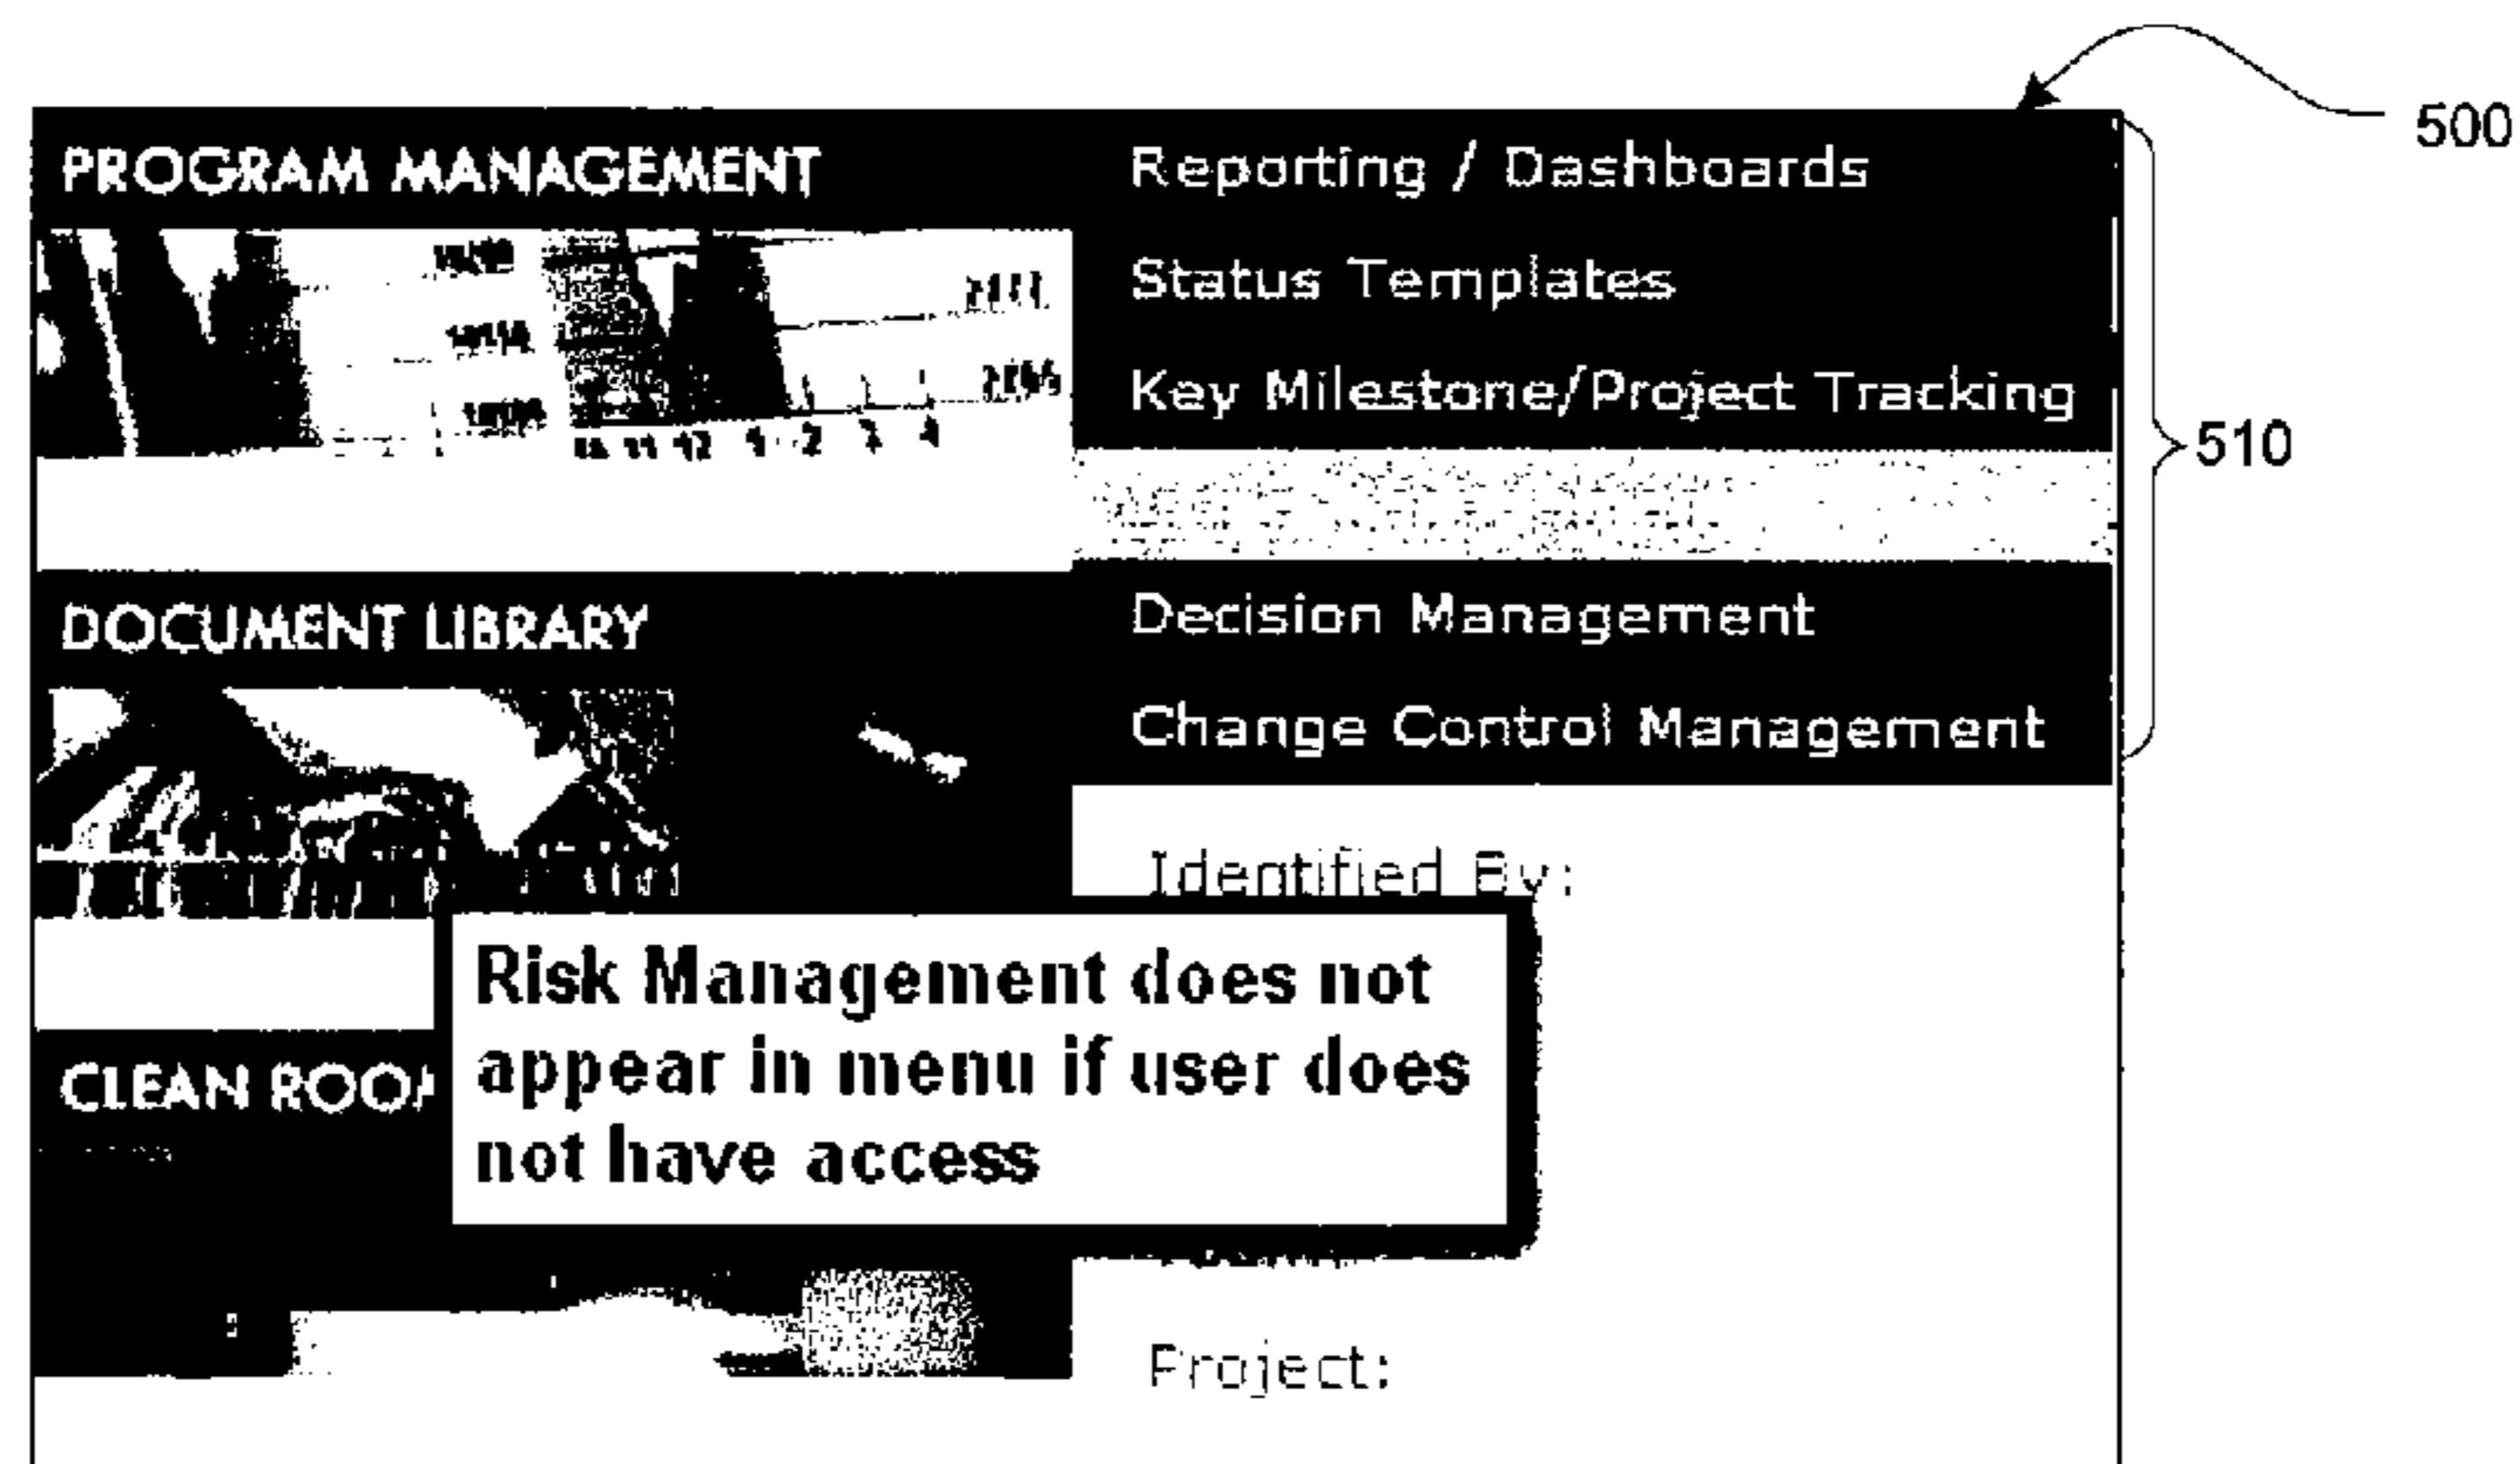 500
PROGRAM MANAGEMENT
Reporting / Dashboards
Status Templates
Key Milestone/Project Tracking
510
DOCUMENT LIBRARY
Decision Management
Change Control Management
Identified By:
Risk Management does not
appear in menu if user does
not have access
CLEAN
Project: